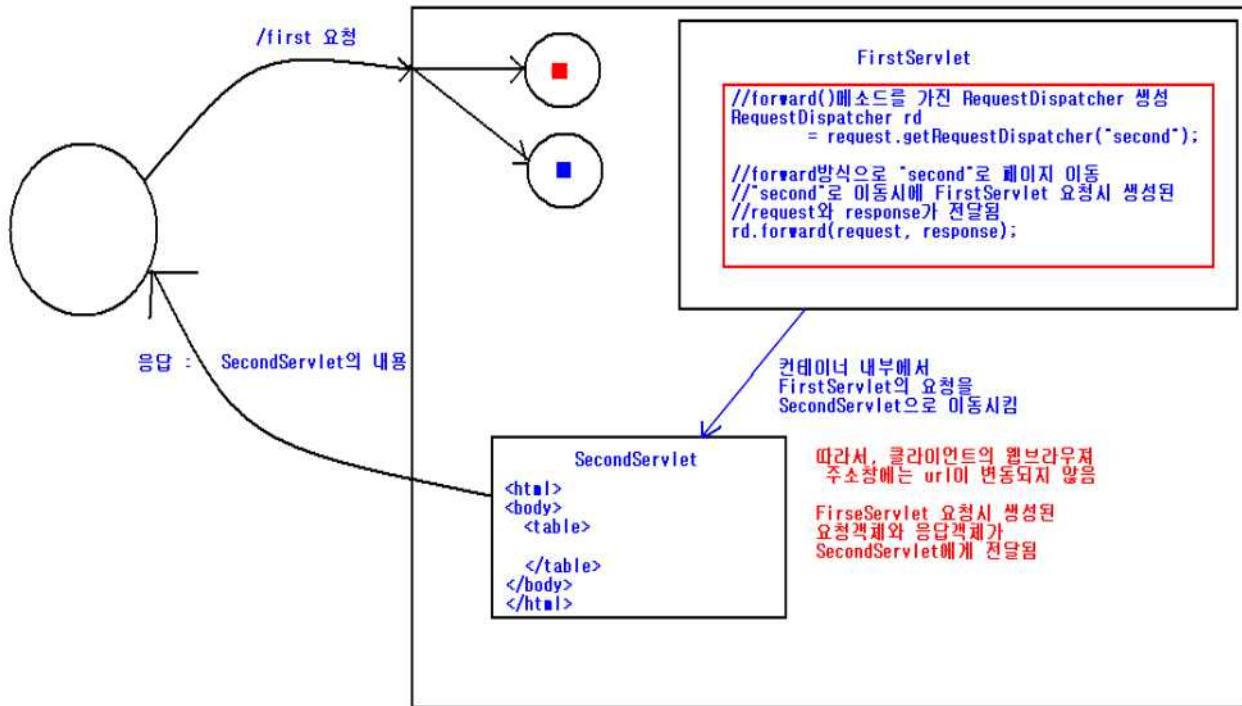 /first 요청
FirstServlet
//forward()메소드를 가진 RequestDispatcher 생성
RequestDispatcher rd
= request.getRequestDispatcher("second");
//forward방식으로 "second"로 페이지 이동
//"second"로 이동시에 FirstServlet 요청시 생성된
//request와 response가 전달됨
rd.forward(request, response);
응답 : SecondServlet의 내용
컨테이너 내부에서
FirstServlet의 요청을
SecondServlet으로 이동시킴
SecondServlet
<html>
<body>
<table>
</table>
</body>
</html>
따라서, 클라이언트의 웹브라우져
주소창에는 url이 변동되지 않음
FirseServlet 요청시 생성된
요청객체와 응답객체가
SecondServlet에게 전달됨